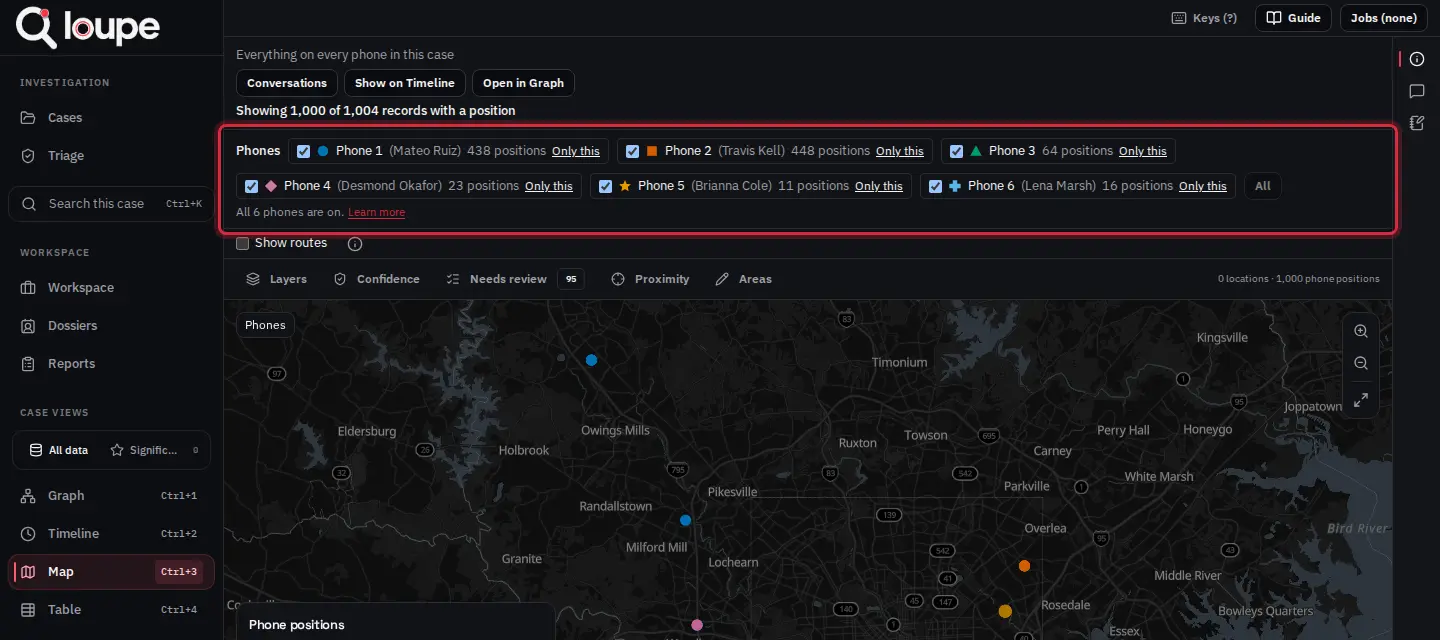 loupe
Keys (?)
Guide
Jobs (none)
INVESTIGATION
Cases
Triage
Search this case Ctrl+K
WORKSPACE
Workspace
Dossiers
Reports
CASE VIEWS
All data
Signific... 0
Graph Ctrl+1
Timeline Ctrl+2
Map Ctrl+3
Table Ctrl+4
Everything on every phone in this case
Conversations Show on Timeline Open in Graph
Showing 1,000 of 1,004 records with a position
Phones Phone 1 (Mateo Ruiz) 438 positions Only this Phone 2 (Travis Kell) 448 positions Only this Phone 3 64 positions Only this
Phone 4 (Desmond Okafor) 23 positions Only this Phone 5 (Brianna Cole) 11 positions Only this Phone 6 (Lena Marsh) 16 positions Only this All
All 6 phones are on. Learn more
Show routes
Layers Confidence Needs review 95 Proximity Areas 0 locations · 1,000 phone positions
Phones
83
Kingsville
Timonium
97
1
95
Joppatown
Eldersburg
Owings Mills
Holbrook
26
Ruxton
Towson
695
Perry Hall
Honeygo
Carney
32
795
83
542
White Marsh
Pikesville
Parkville
1
Randallstown
139
Overlea
Bird River
95
Milford Mill
542
43
Granite
Lochearn
41
Middle River
45
147
140
Rosedale
Bowleys Quarters
1
Essex
40
Phone positions